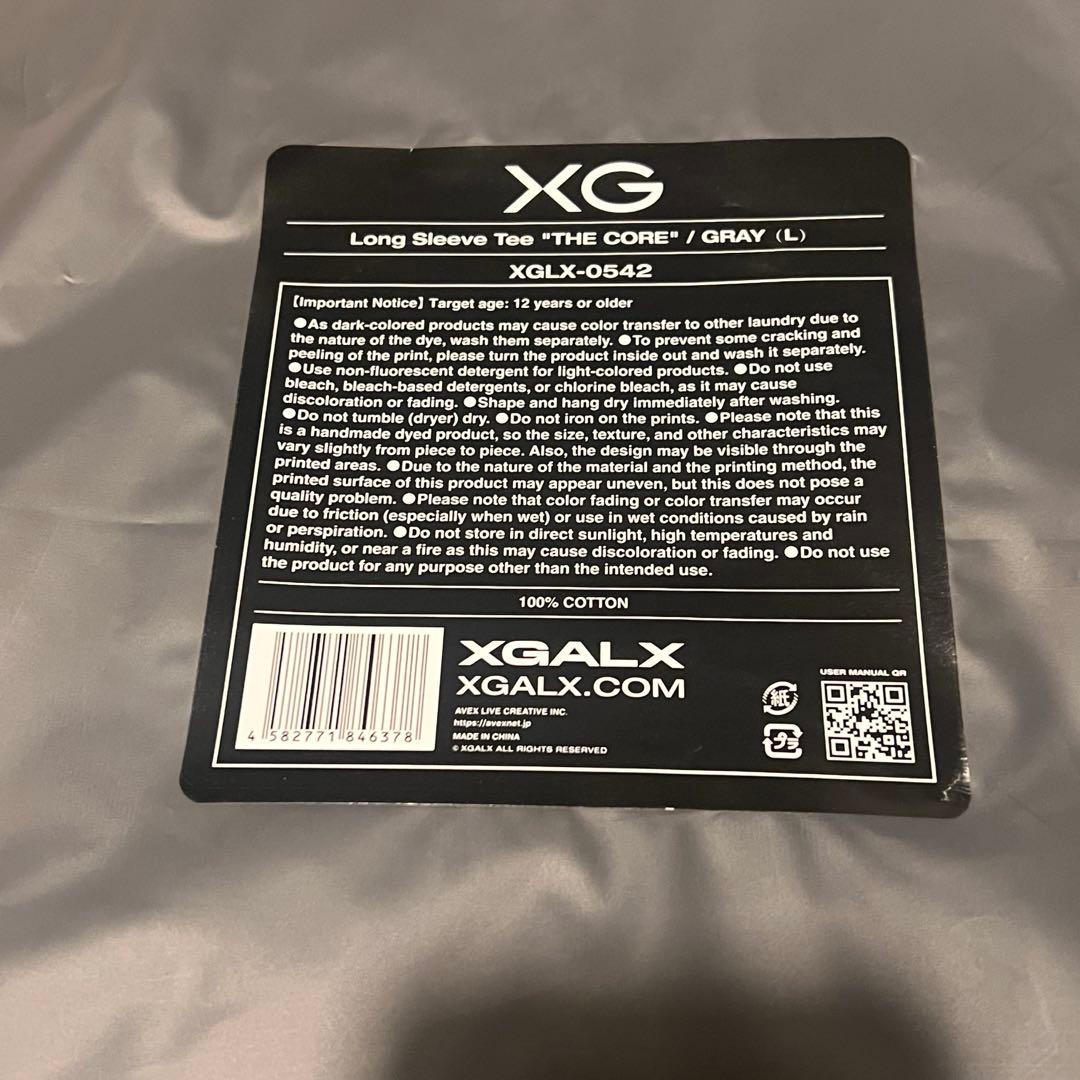 XG
Long Sleeve Tee "THE CORE" / GRAY （L）
XGLX-0542
【Important Notice】Target age: 12 years or older
●As dark-colored products may cause color transfer to other laundry due to
the nature of the dye, wash them separately. ●To prevent some cracking and
peeling of the print, please turn the product inside out and wash it separately.
●Use non-fluorescent detergent for light-colored products. ●Do not use
bleach, bleach-based detergents, or chlorine bleach, as it may cause
discoloration or fading. ●Shape and hang dry immediately after washing.
●Do not tumble (dryer) dry. ●Do not iron on the prints. ●Please note that this
is a handmade dyed product, so the size, texture, and other characteristics may
vary slightly from piece to piece. Also, the design may be visible through the
printed areas. ●Due to the nature of the material and the printing method, the
printed surface of this product may appear uneven, but this does not pose a
quality problem. ●Please note that color fading or color transfer may occur
due to friction (especially when wet) or use in wet conditions caused by rain
or perspiration. ●Do not store in direct sunlight, high temperatures and
humidity, or near a fire as this may cause discoloration or fading. ●Do not use
the product for any purpose other than the intended use.
100% COTTON
4 582771 846378
XGALX
XGALX.COM
AVEX LIVE CREATIVE INC.
https://avexnet.jp
MADE IN CHINA
© XGALX ALL RIGHTS RESERVED
紙
プラ
USER MANUAL QR